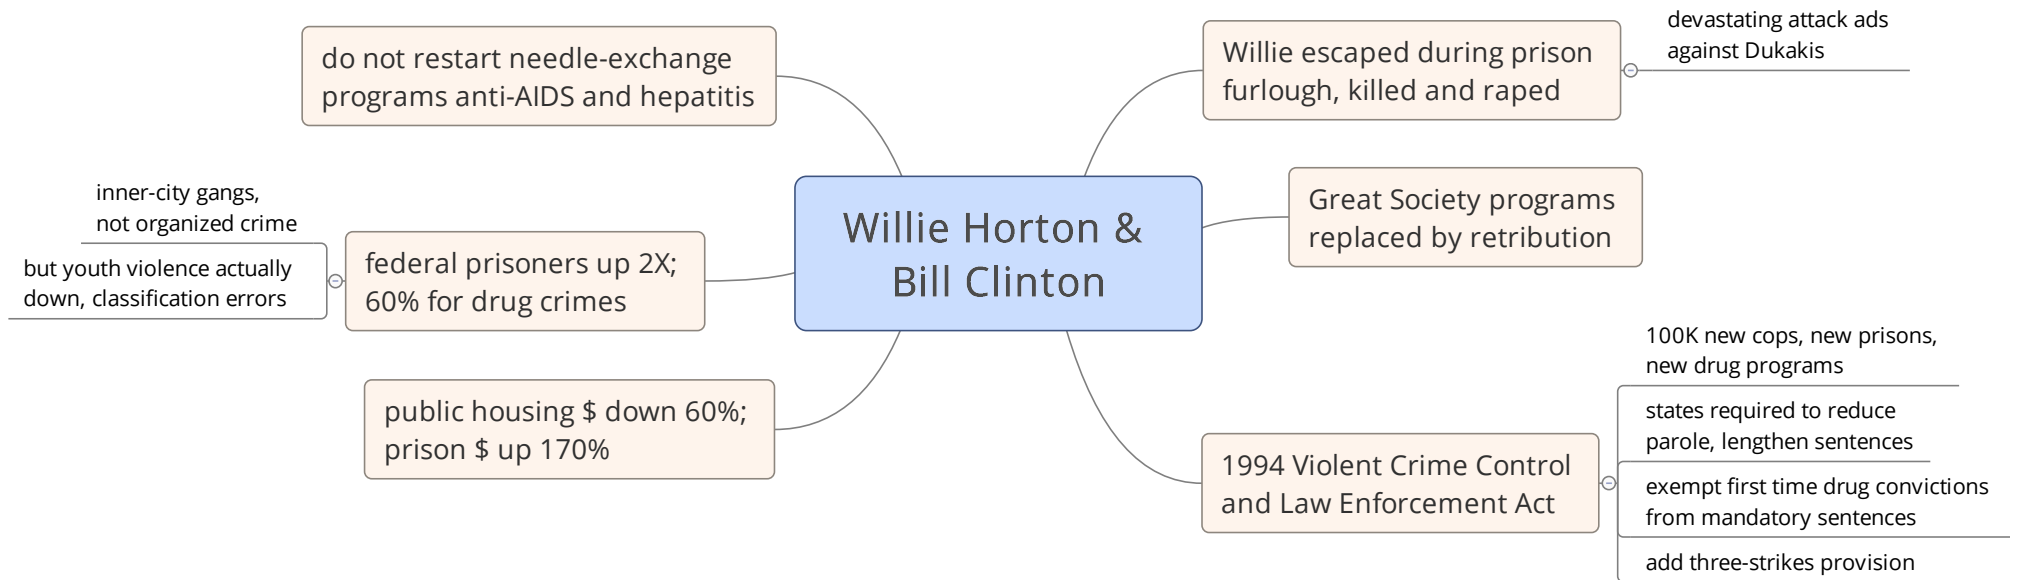 Willie Horton &
Bill Clinton
Willie escaped during prison
furlough, killed and raped
devastating attack ads
against Dukakis
Great Society programs
replaced by retribution
1994 Violent Crime Control
and Law Enforcement Act
100K new cops, new prisons,
new drug programs
states required to reduce
parole, lengthen sentences
exempt first time drug convictions
from mandatory sentences
add three-strikes provision
do not restart needle-exchange
programs anti-AIDS and hepatitis
federal prisoners up 2X;
60% for drug crimes
inner-city gangs,
not organized crime
but youth violence actually
down, classification errors
public housing $ down 60%;
prison $ up 170%